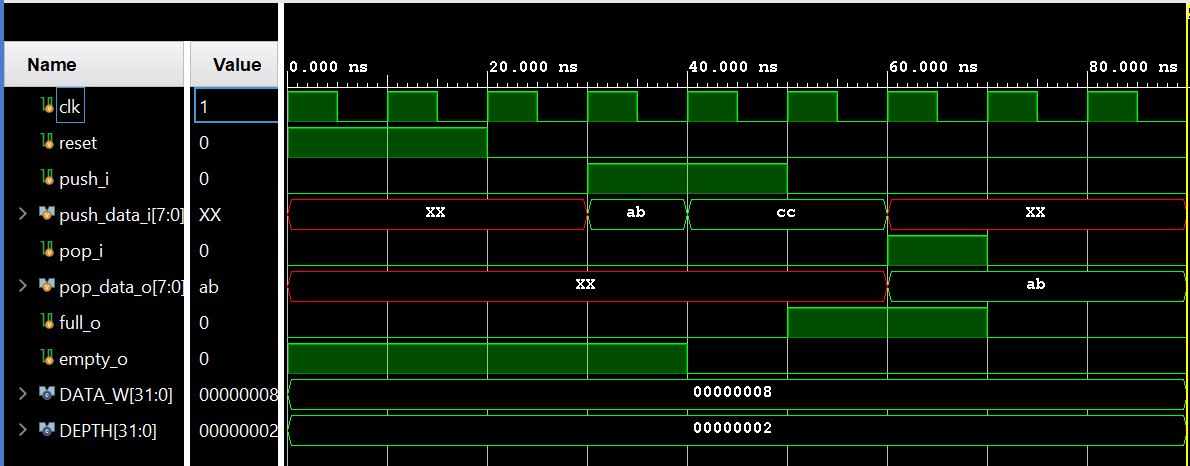 0.000 ns 20.000 ns 40.000 ns 60.000 ns 80.000 ns
Name Value
clk 1
reset 0
push_i 0
push_data_i[7:0] XX XX ab cc XX
pop_i 0
pop_data_o[7:0] ab XX ab
full_o 0
empty_o 0
DATA_W[31:0] 00000008 00000008
DEPTH[31:0] 00000002 00000002